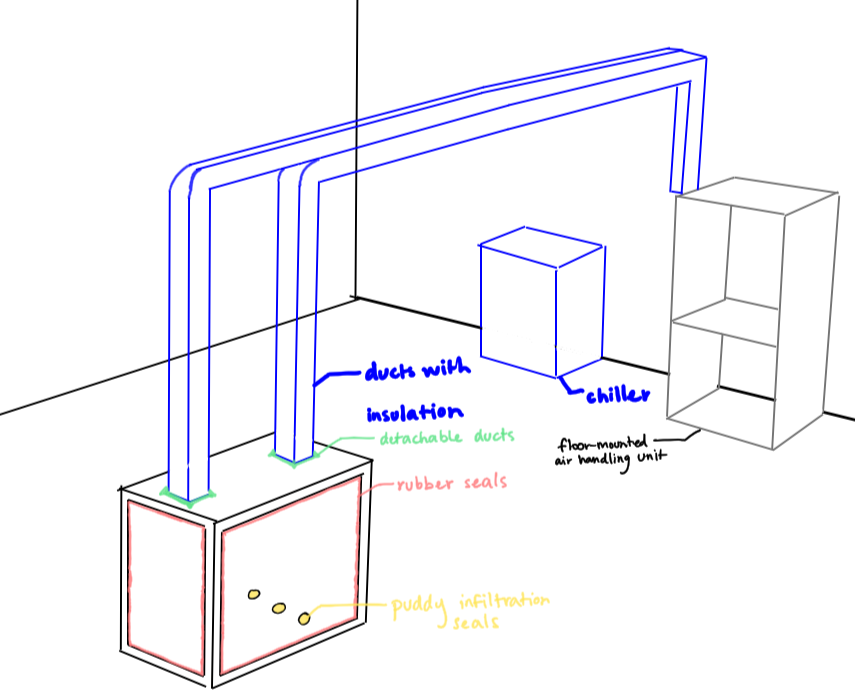 ducts with
insulation
detachable ducts
chiller
floor-mounted
air handling unit
rubber seals
puddy infiltration
seals